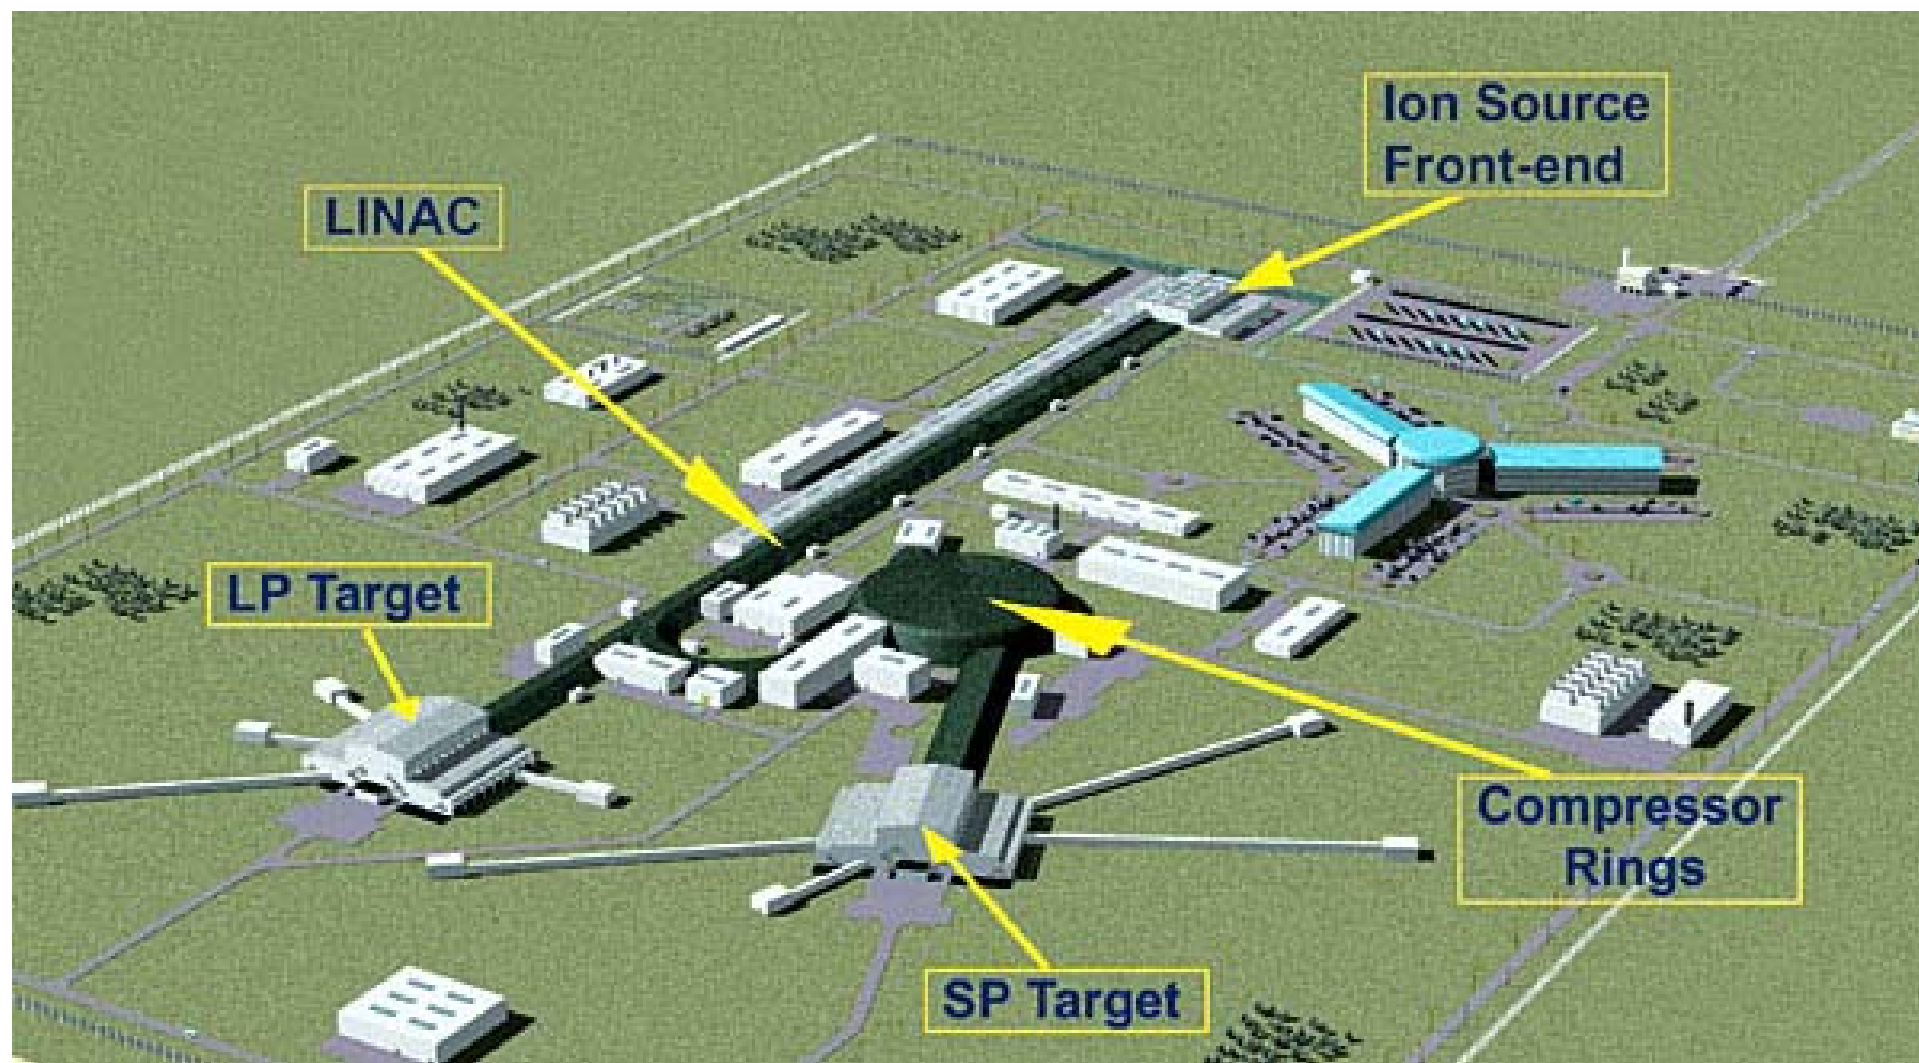 Ion Source
Front-end
LINAC
LP Target
Compressor
Rings
SP Target